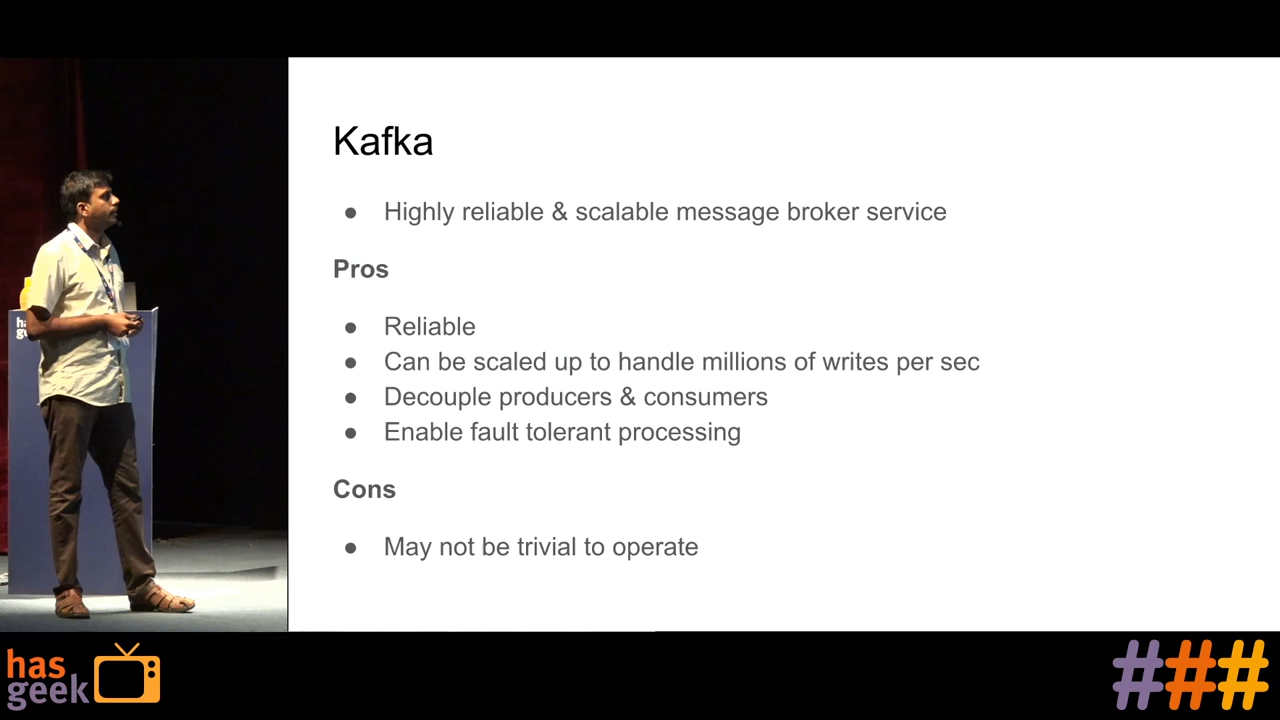 Kafka
● Highly reliable & scalable message broker service
Pros
● Reliable
● Can be scaled up to handle millions of writes per sec
● Decouple producers & consumers
● Enable fault tolerant processing
Cons
● May not be trivial to operate
has
geek
###